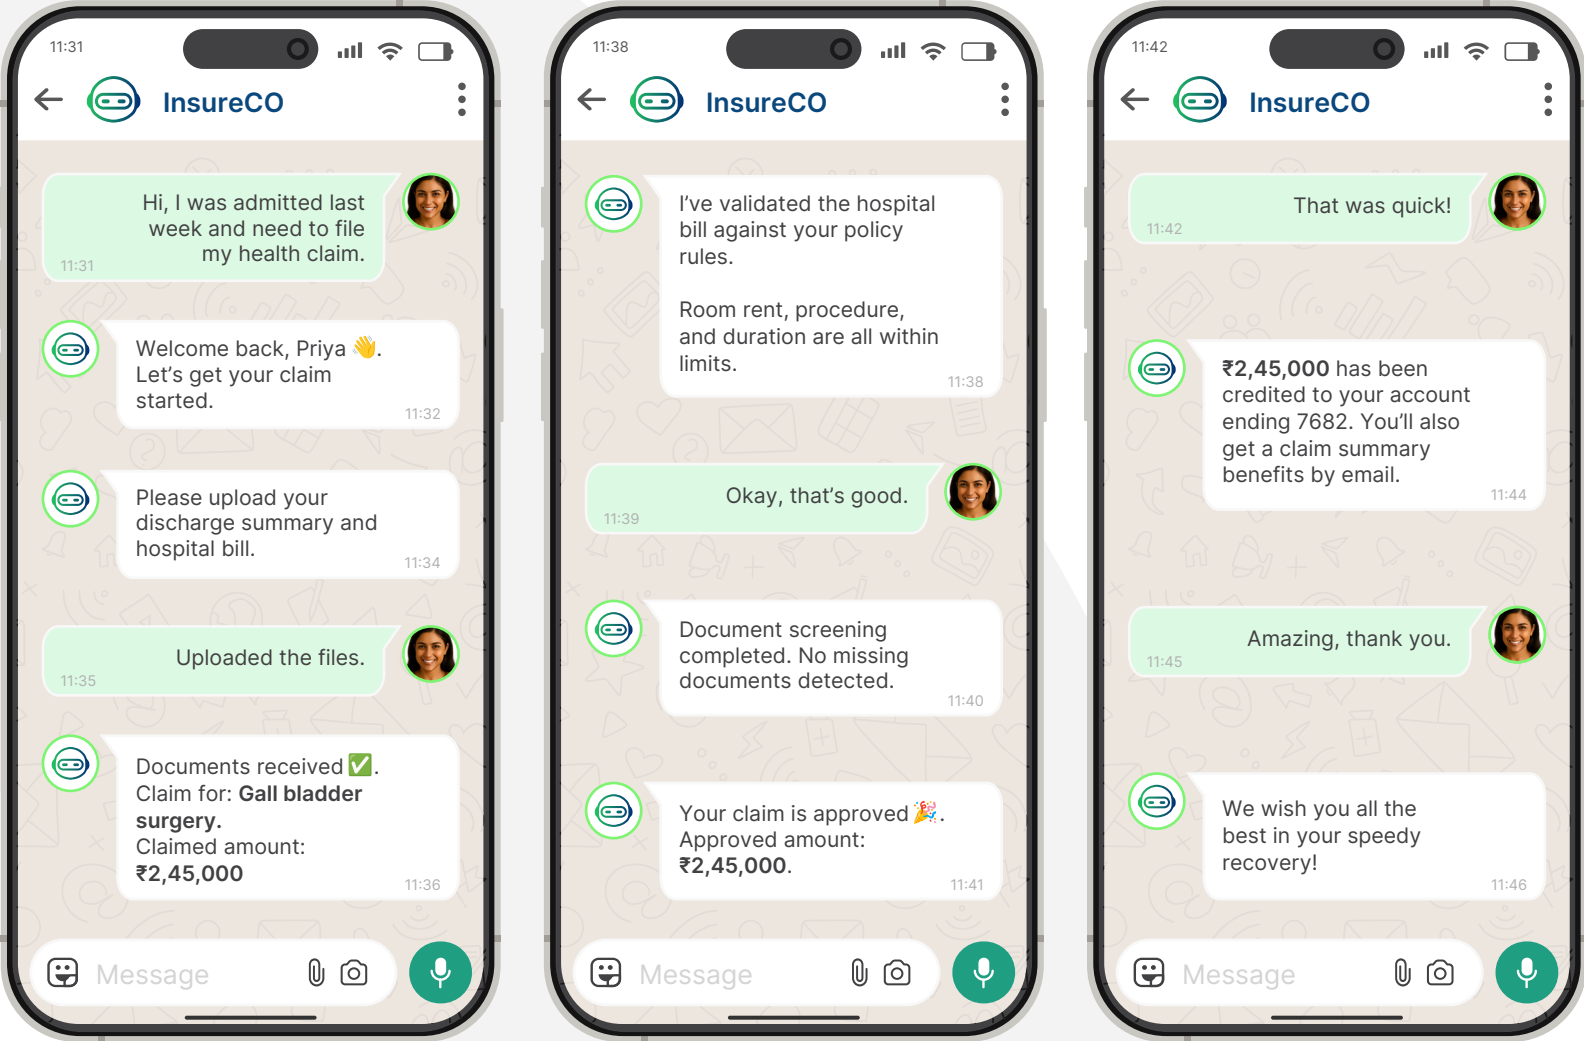 11:31
InsureCO
Hi, I was admitted last
week and need to file
my health claim.
11:31
Welcome back, Priya 👋.
Let’s get your claim
started.
11:32
Please upload your
discharge summary and
hospital bill.
11:34
Uploaded the files.
11:35
Documents received ✅.
Claim for: Gall bladder
surgery.
Claimed amount:
₹2,45,000
11:36
Message
11:38
InsureCO
I’ve validated the hospital
bill against your policy
rules.
Room rent, procedure,
and duration are all within
limits.
11:38
Okay, that’s good.
11:39
Document screening
completed. No missing
documents detected.
11:40
Your claim is approved 🎉.
Approved amount:
₹2,45,000.
11:41
Message
11:42
InsureCO
That was quick!
11:42
₹2,45,000 has been
credited to your account
ending 7682. You’ll also
get a claim summary
benefits by email.
11:44
Amazing, thank you.
11:45
We wish you all the
best in your speedy
recovery!
11:46
Message